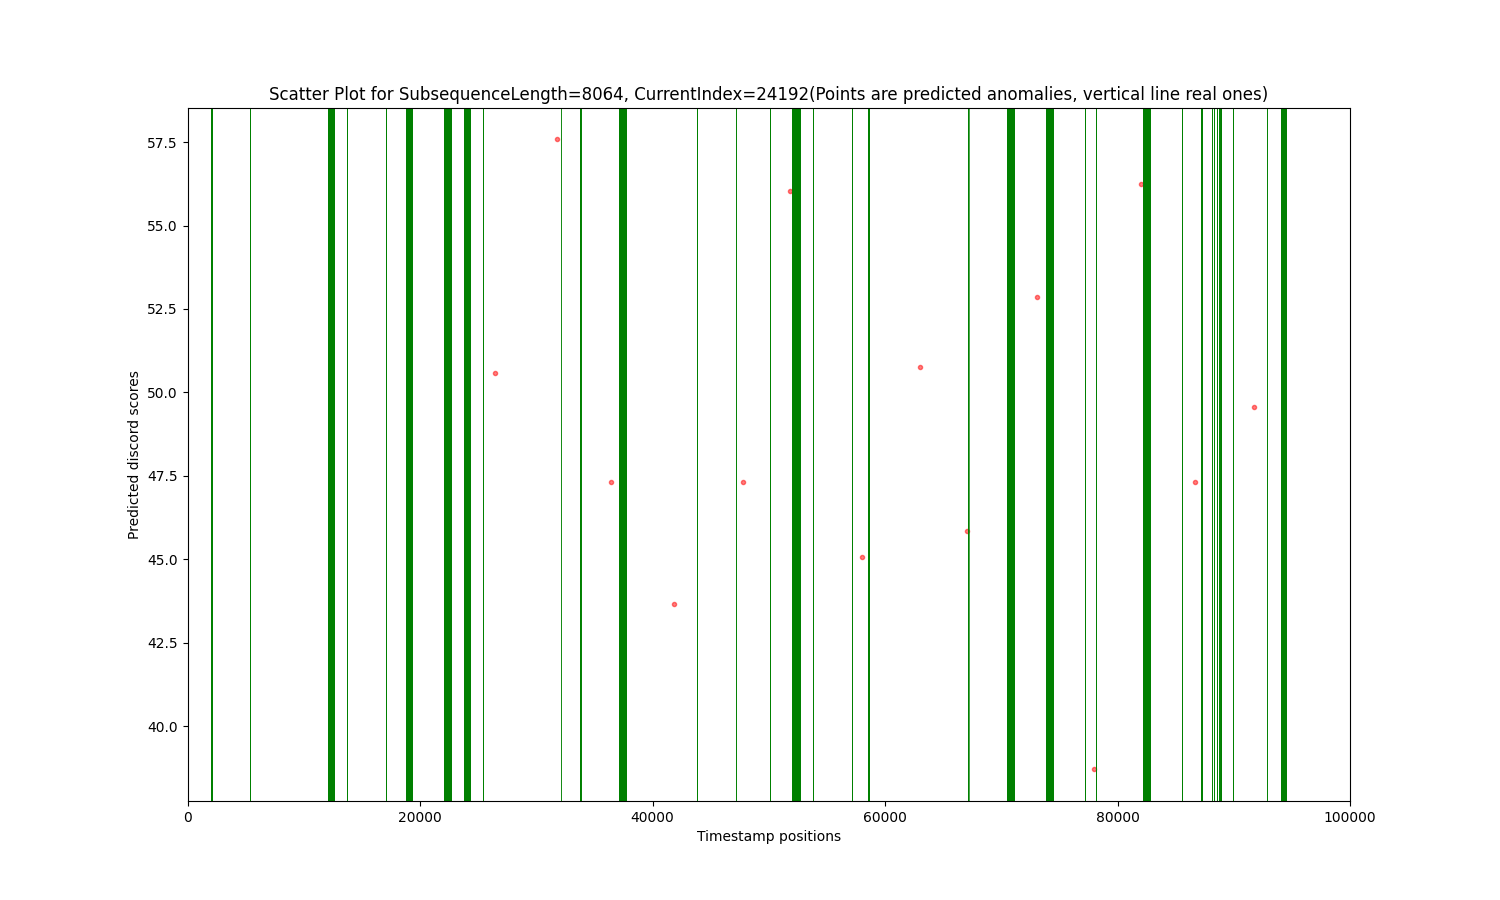 Scatter Plot for SubsequenceLength=8064, CurrentIndex=24192(Points are predicted anomalies, vertical line real ones)
57.5
55.0
52.5
50.0
47.5
45.0
42.5
40.0
Predicted discord scores
0 20000 40000 60000 80000 100000
Timestamp positions